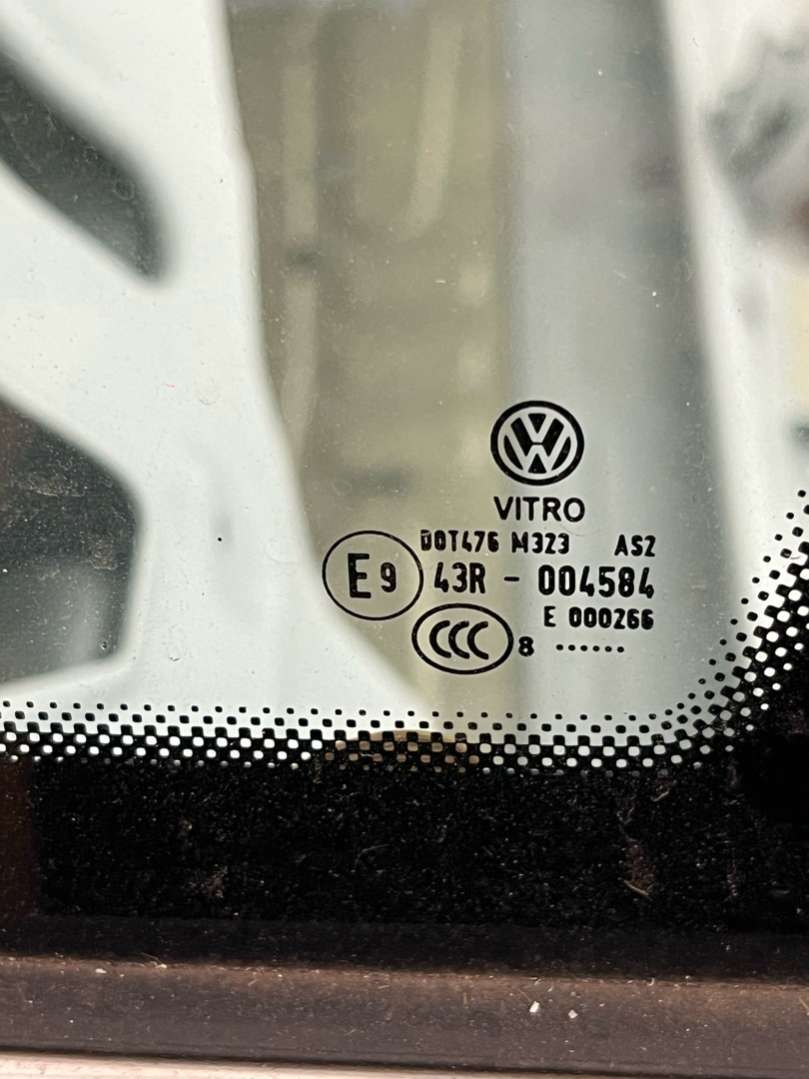 VITRO
DOT476 M323 AS2
E9 43R - 004584
E 000266
CCC 8 ······